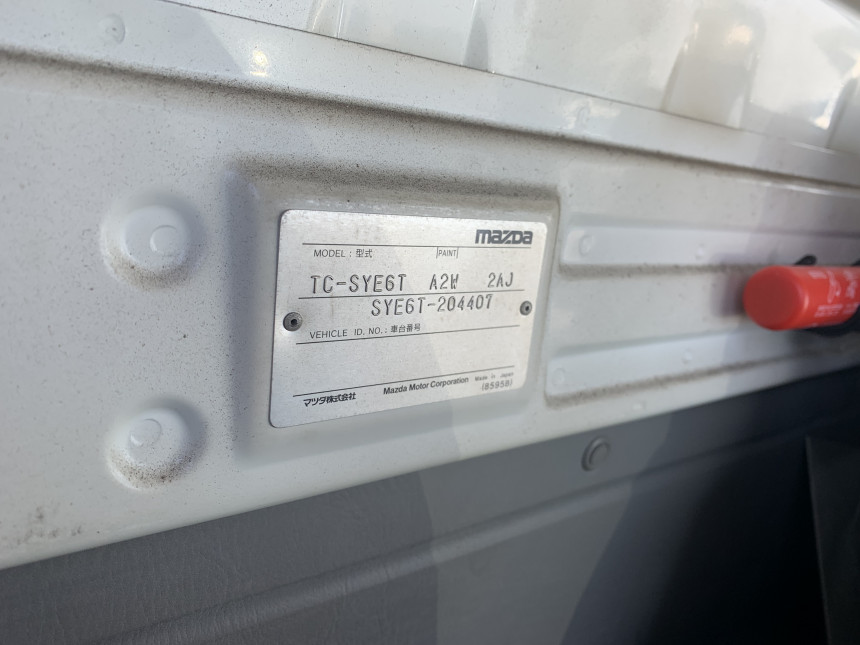 mazda
MODEL : 型式 PAINT
TC-SYE6T A2W 2AJ
SYE6T-204407
VEHICLE ID. NO. : 車台番号
マツダ株式会社 Mazda Motor Corporation Made in Japan
(B595B)